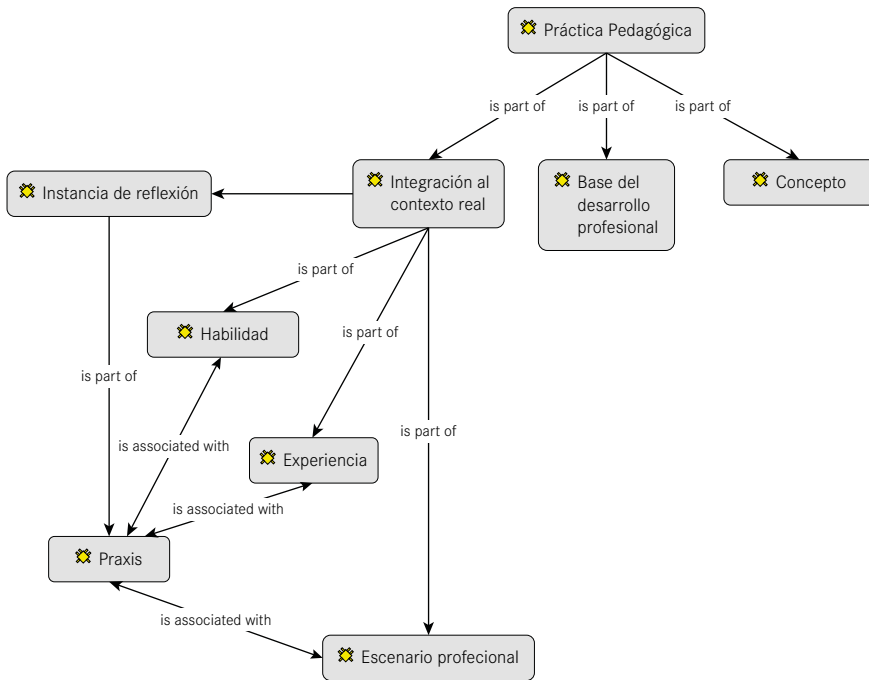 Práctica Pedagógica
is part of
is part of
is part of
Instancia de reflexión
Integración al
contexto real
Base del
desarrollo
profesional
Concepto
is part of
Habilidad
is part of
is part of
is part of
is associated with
Experiencia
is associated with
Praxis
is associated with
Escenario profecional